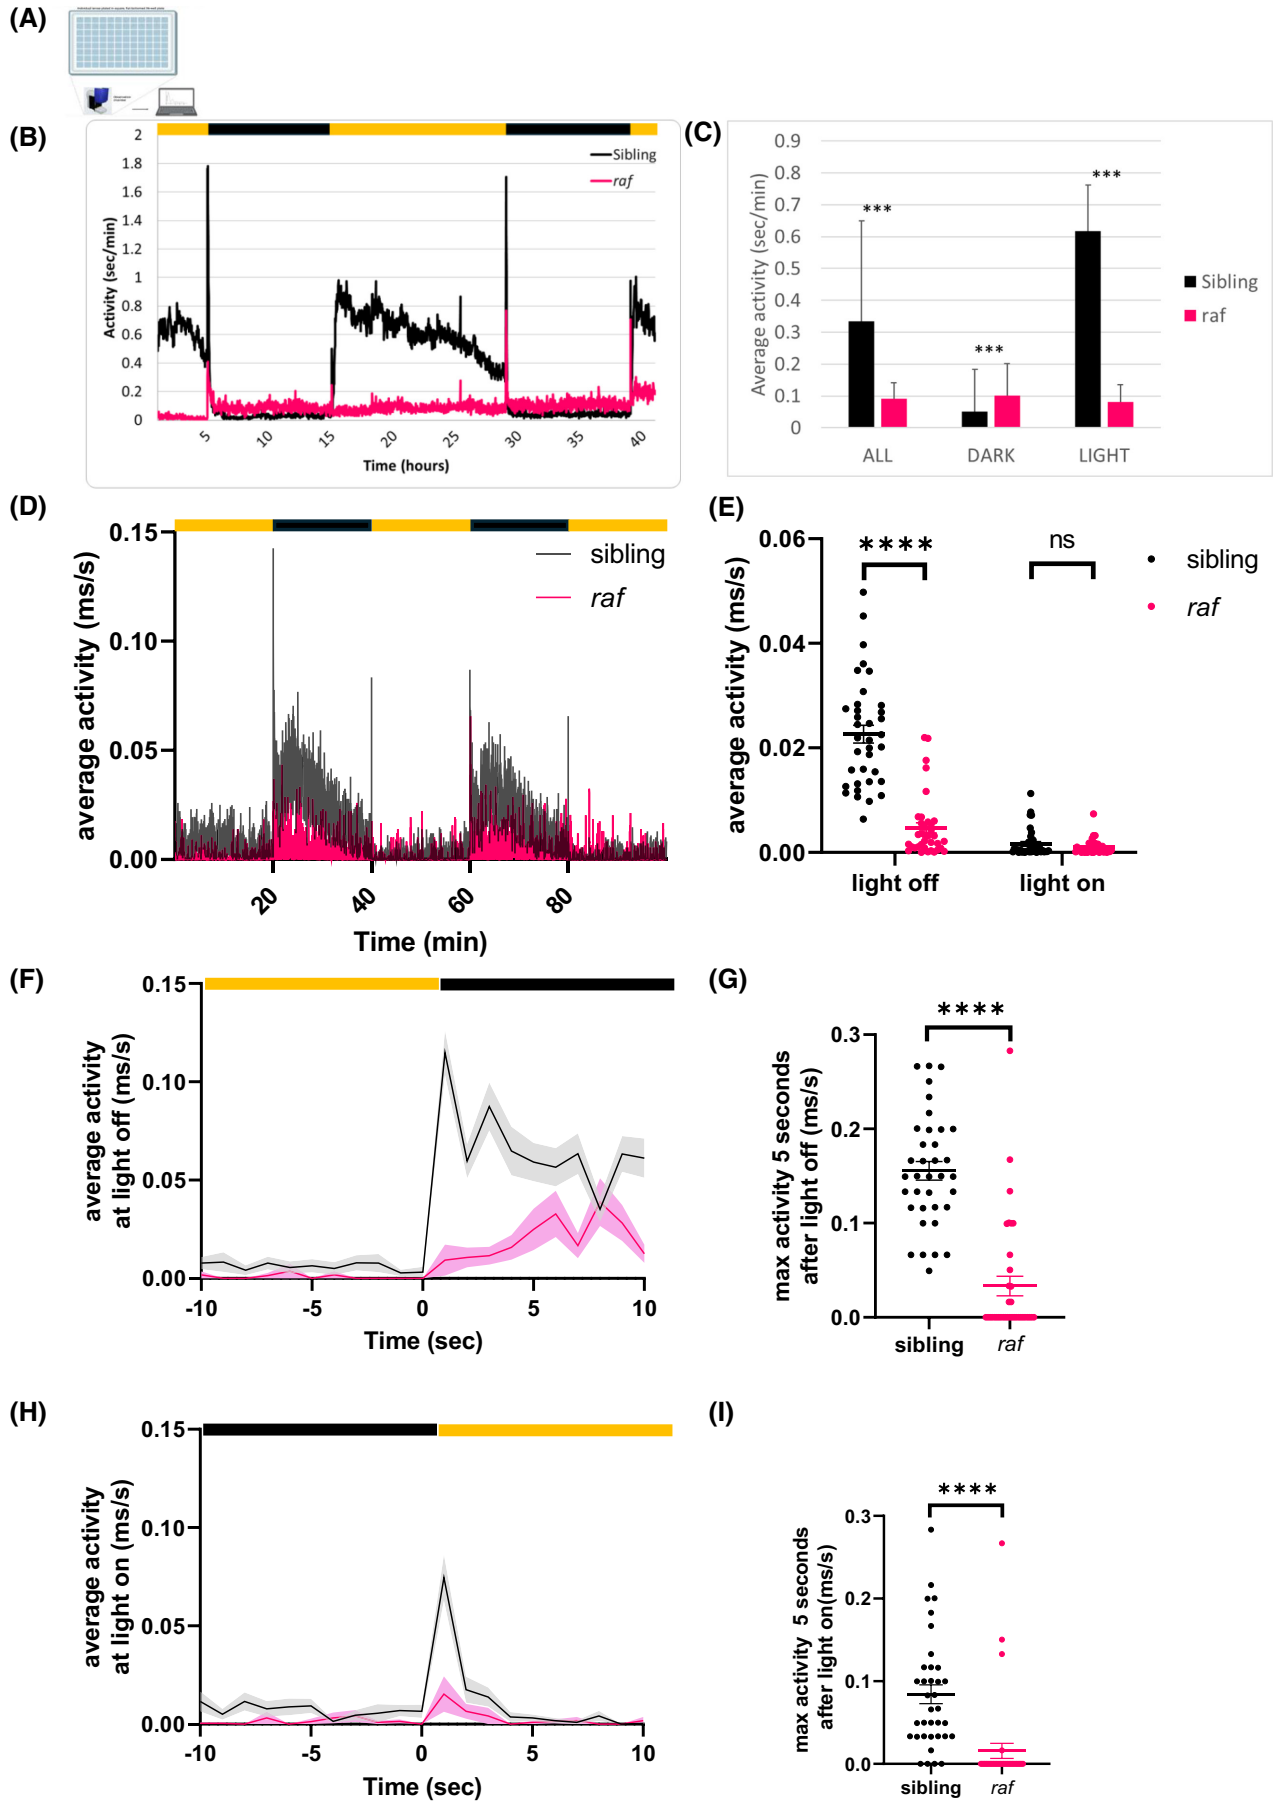 (A)
(B)
2
1.8
1.6
1.4
1.2
1
0.8
0.6
0.4
0.2
0
Activity (sec/min)
Sibling
raf
5
10
15
20
25
30
35
40
Time (hours)
(C)
0.9
0.8
0.7
0.6
0.5
0.4
0.3
0.2
0.1
0
Average activity (sec/min)
***
***
***
Sibling
raf
ALL
DARK
LIGHT
(D)
0.15
0.10
0.05
0.00
average activity (ms/s)
sibling
raf
20
40
60
80
Time (min)
(E)
0.06
0.04
0.02
0.00
average activity (ms/s)
****
ns
sibling
raf
light off
light on
(F)
0.15
0.10
0.05
0.00
average activity
at light off (ms/s)
-10
-5
0
5
10
Time (sec)
(G)
****
0.3
0.2
0.1
0.0
max activity 5 seconds
after light off (ms/s)
sibling
raf
(H)
0.15
0.10
0.05
0.00
average activity
at light on (ms/s)
-10
-5
0
5
10
Time (sec)
(I)
****
0.3
0.2
0.1
0.0
max activity 5 seconds
after light on(ms/s)
sibling
raf